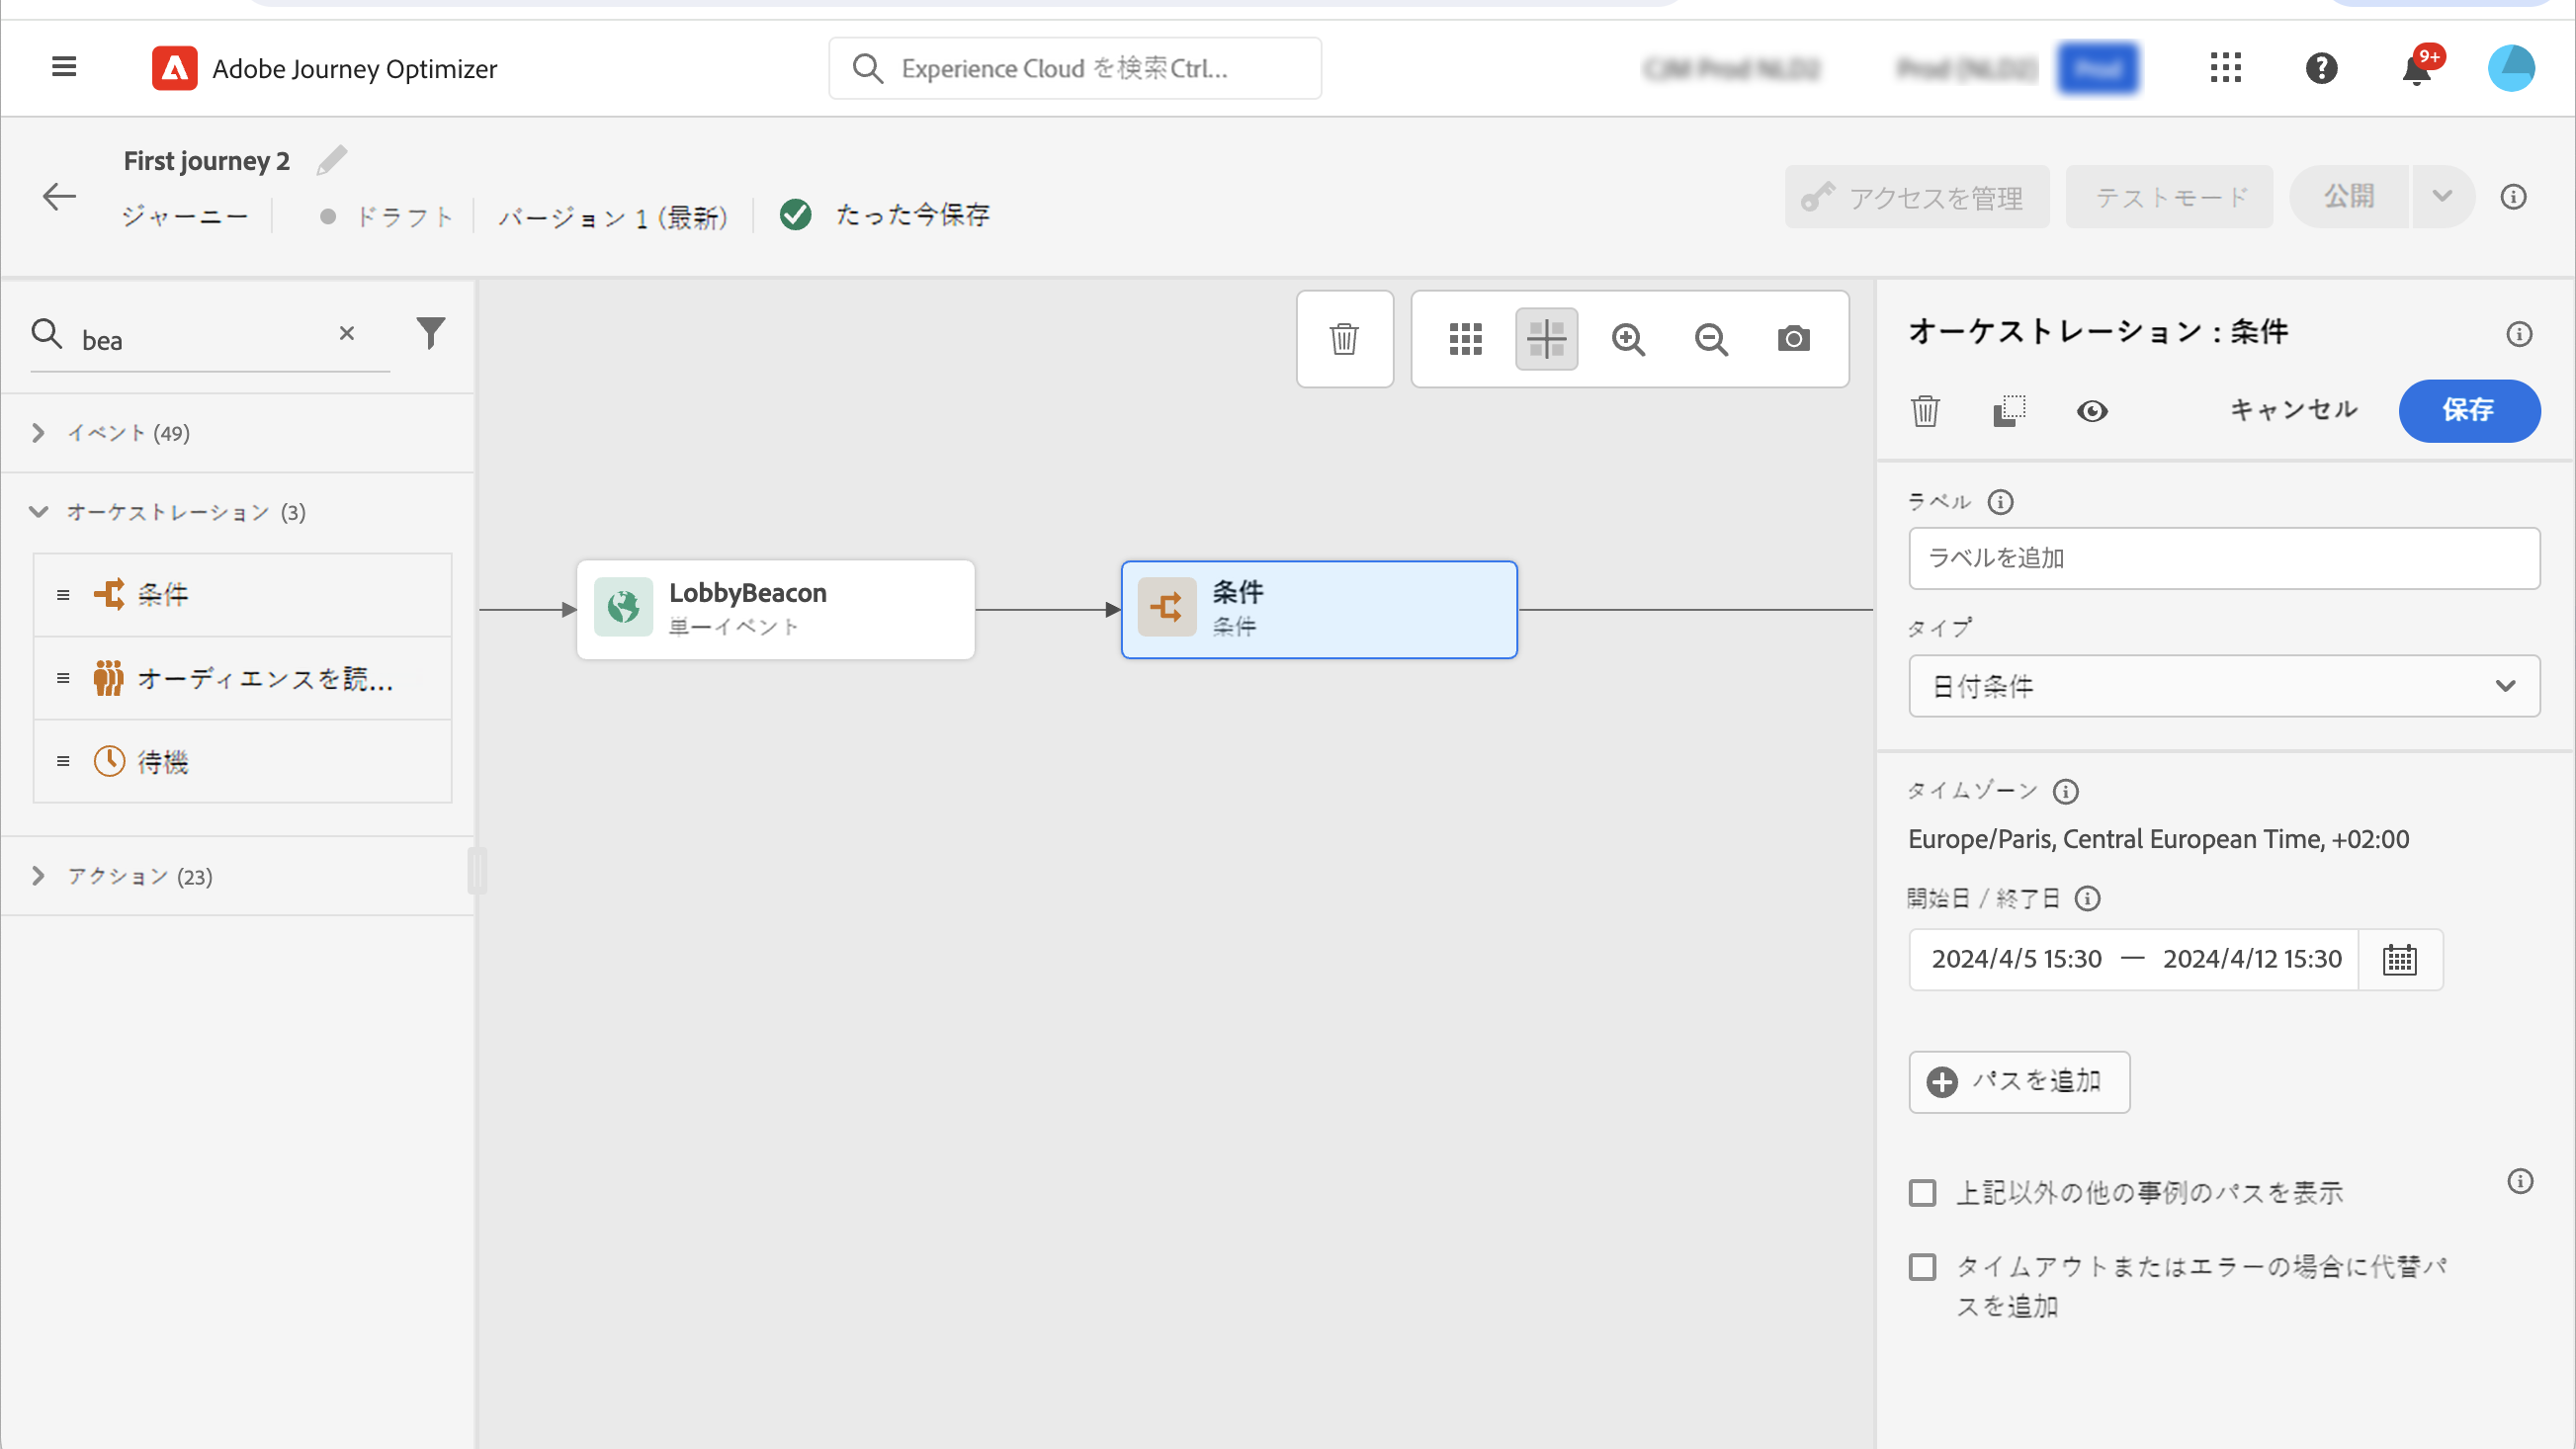 Adobe Journey Optimizer
Experience Cloud を検索Ctrl...
9+
First journey 2
ジャーニー
ドラフト
バージョン 1 (最新)
たった今保存
アクセスを管理
テストモード
公開
bea
イベント (49)
オーケストレーション (3)
条件
オーディエンスを読...
待機
アクション (23)
LobbyBeacon
単一イベント
条件
条件
オーケストレーション : 条件
キャンセル
保存
ラベル
ラベルを追加
タイプ
日付条件
タイムゾーン
Europe/Paris, Central European Time, +02:00
開始日 / 終了日
2024/4/5 15:30 — 2024/4/12 15:30
パスを追加
上記以外の他の事例のパスを表示
タイムアウトまたはエラーの場合に代替パ
スを追加